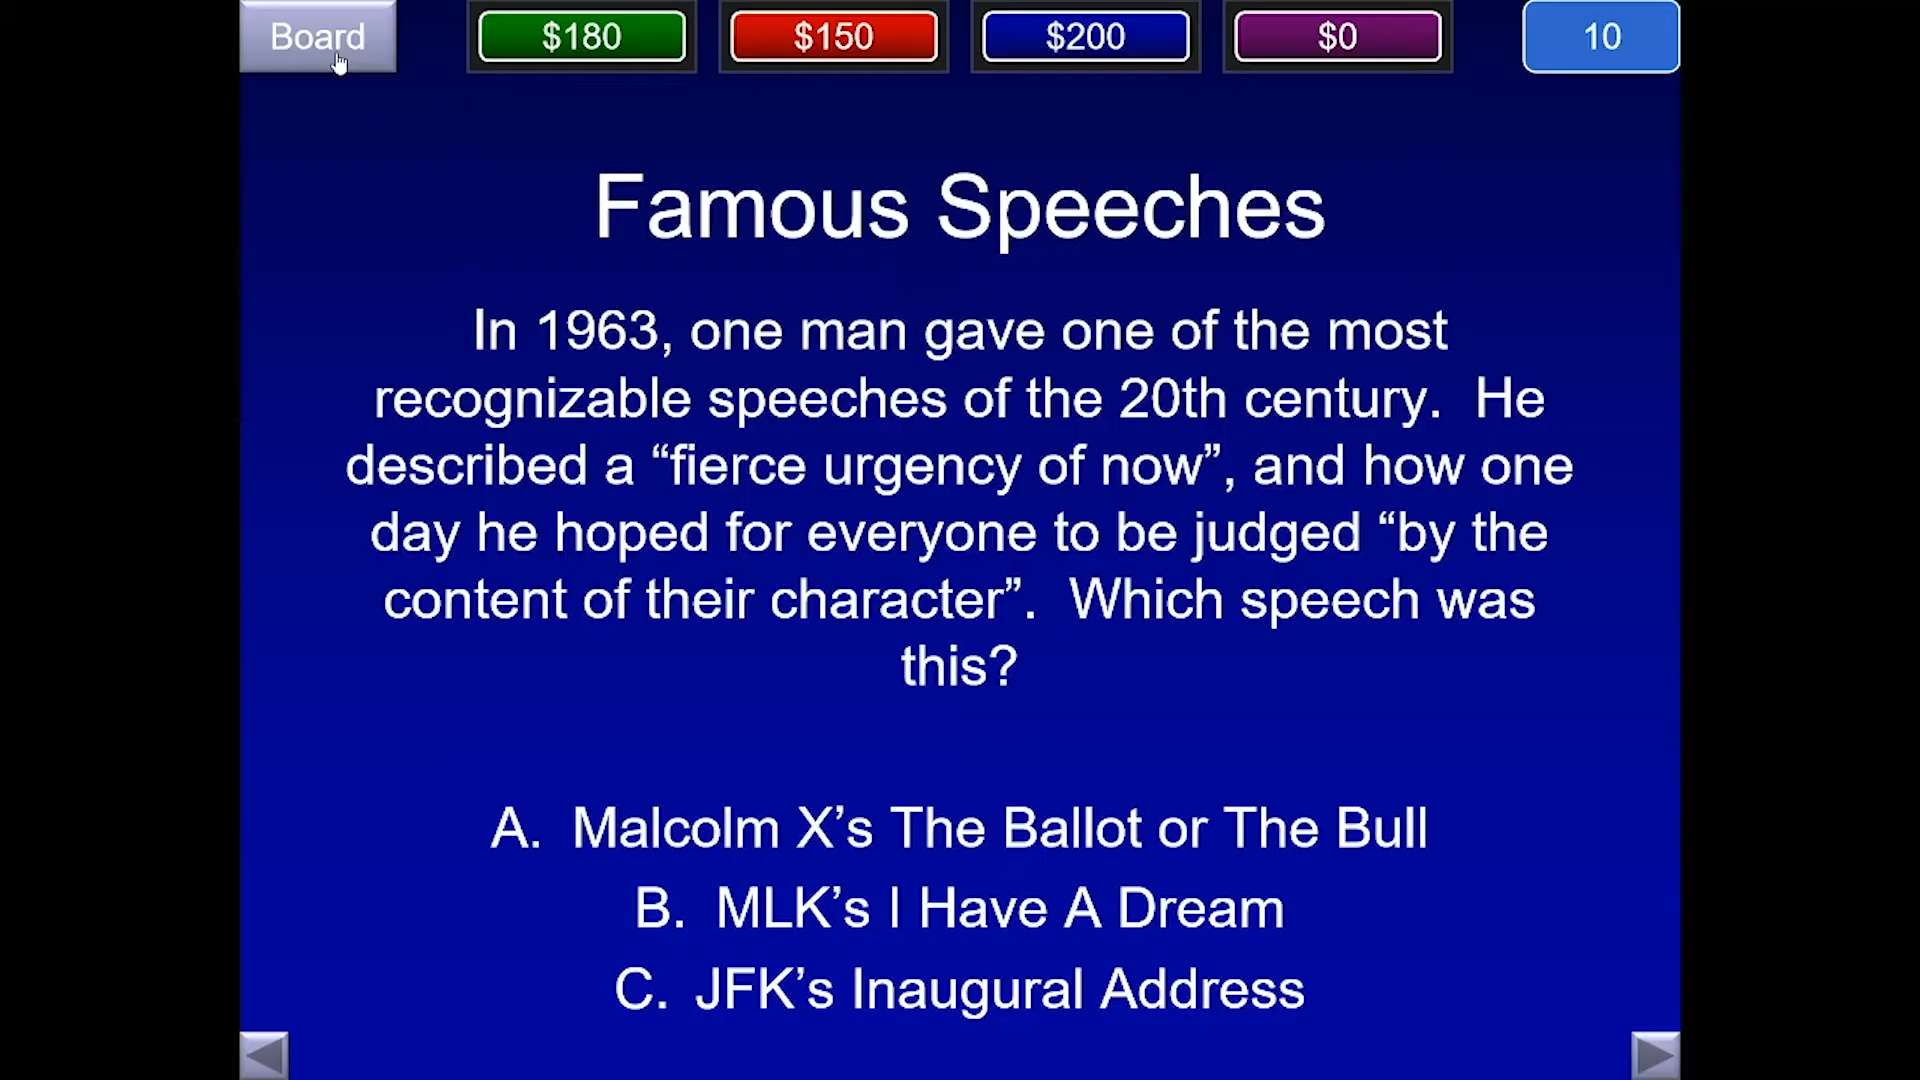 Board
$180
$150
$200
$0
10
Famous Speeches
In 1963, one man gave one of the most
recognizable speeches of the 20th century.  He
described a “fierce urgency of now”, and how one
day he hoped for everyone to be judged “by the
content of their character”.  Which speech was
this?
A.  Malcolm X’s The Ballot or The Bull
B.  MLK’s I Have A Dream
C.  JFK’s Inaugural Address